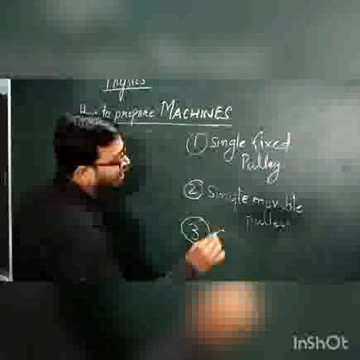 Physics
How to prepare MACHINES
① Single fixed
Pulley
② Single movable
pulley
③
InShOt